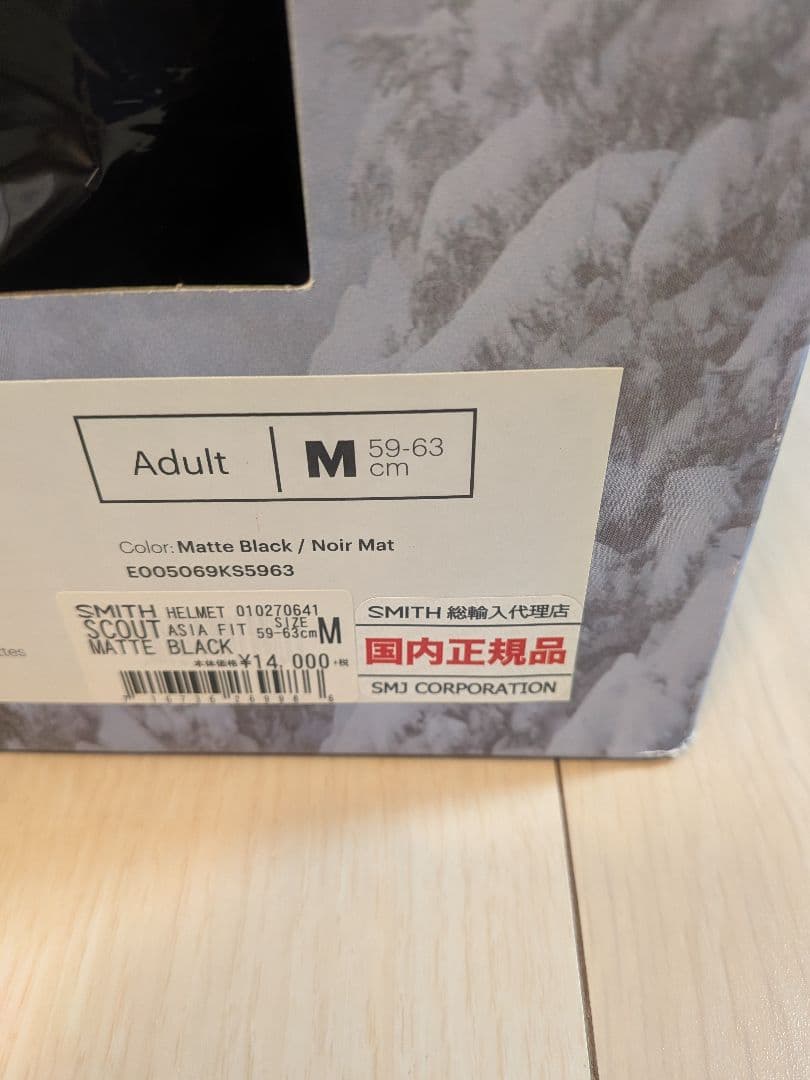 Adult | M 59-63 cm
Color: Matte Black / Noir Mat
E005069KS5963
SMITH HELMET 010270641
SCOUT ASIA FIT SIZE 59-63cm M
MATTE BLACK
本体価格 ¥14,000+税
SMITH 総輸入代理店
国内正規品
SMJ CORPORATION